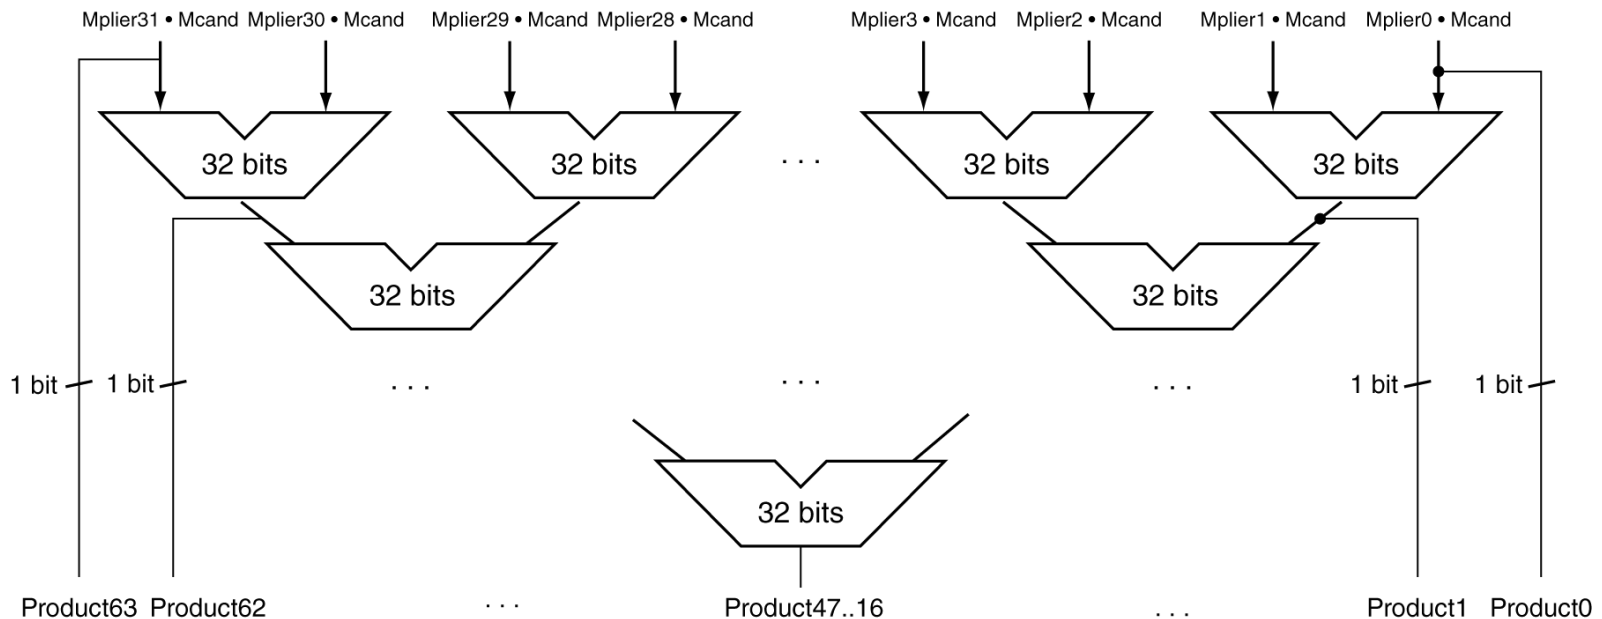 Mplier31 • Mcand Mplier30 • Mcand Mplier29 • Mcand Mplier28 • Mcand Mplier3 • Mcand Mplier2 • Mcand Mplier1 • Mcand Mplier0 • Mcand
32 bits 32 bits . . . 32 bits 32 bits
32 bits 32 bits
1 bit 1 bit . . . . . . . . . 1 bit 1 bit
32 bits
Product63 Product62 . . . Product47..16 . . . Product1 Product0